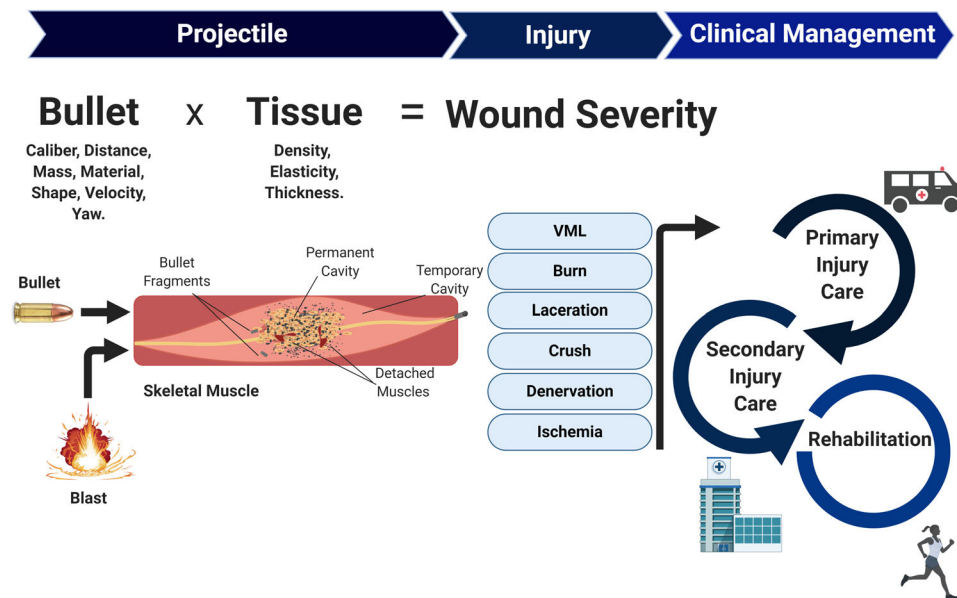 Projectile
Injury
Clinical Management
Bullet x Tissue = Wound Severity
Caliber, Distance,
Mass, Material,
Shape, Velocity,
Yaw.
Density,
Elasticity,
Thickness.
Bullet
Blast
Bullet
Fragments
Permanent
Cavity
Temporary
Cavity
Detached
Muscles
Skeletal Muscle
VML
Burn
Laceration
Crush
Denervation
Ischemia
Primary
Injury
Care
Secondary
Injury
Care
Rehabilitation